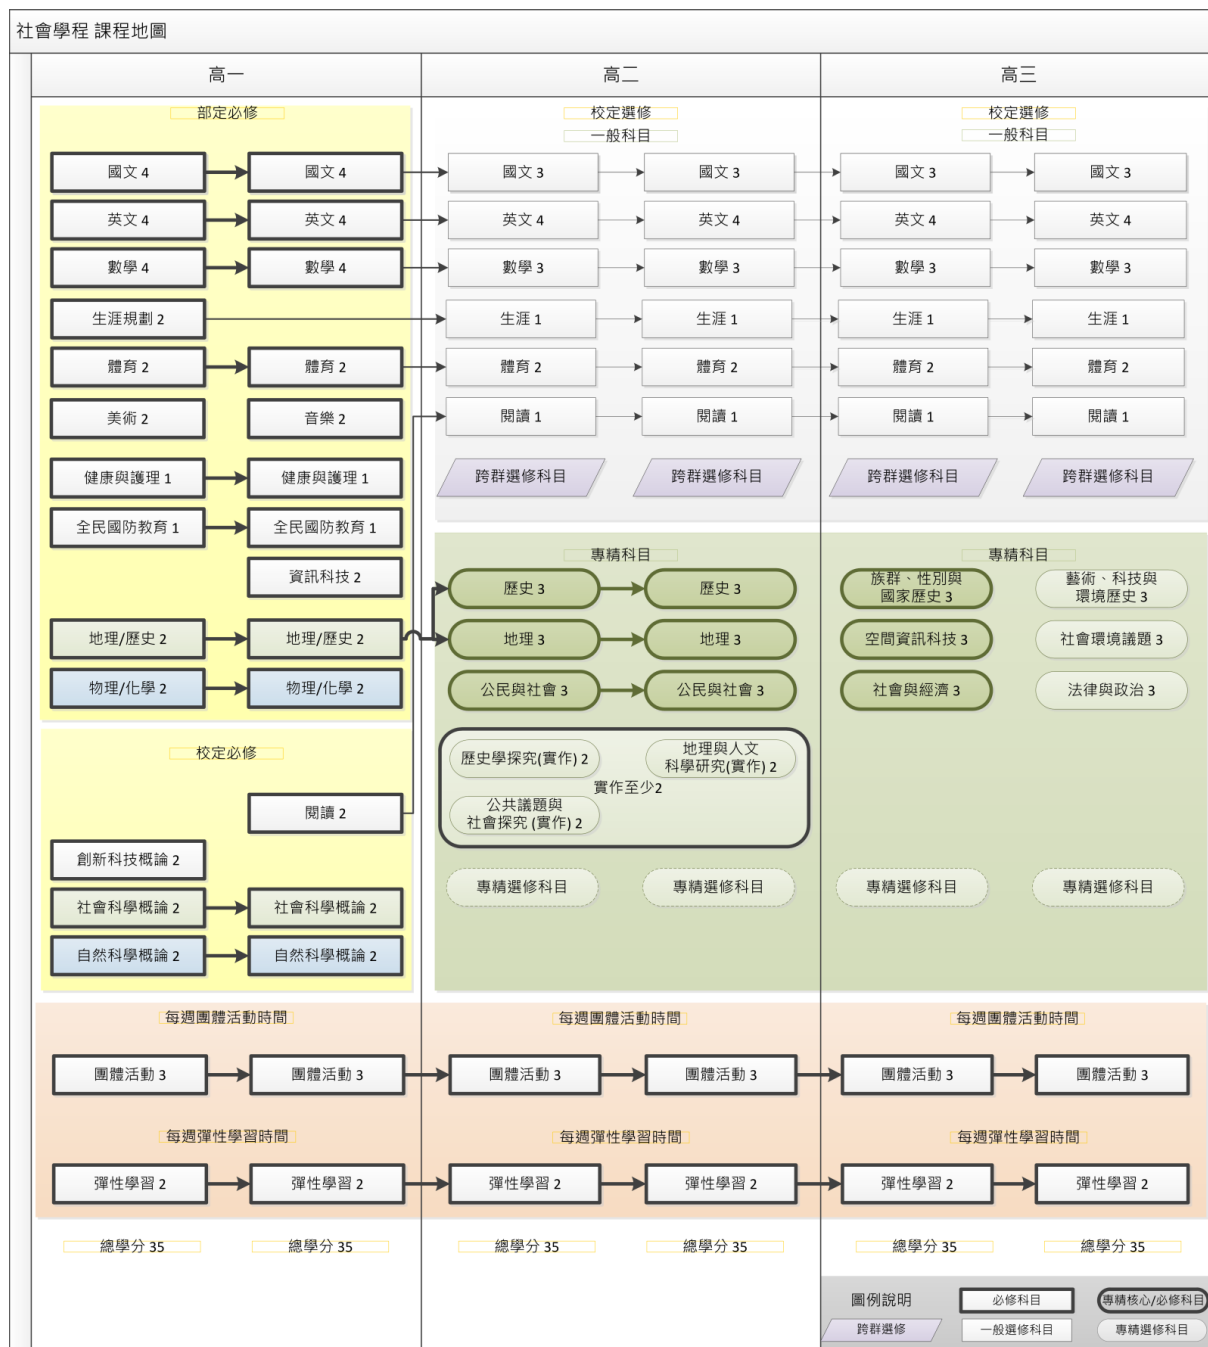 社會學程 課程地圖
高一
高二
高三
部定必修
校定選修
一般科目
校定選修
一般科目
國文 4
國文 4
國文 3
國文 3
國文 3
國文 3
英文 4
英文 4
英文 4
英文 4
英文 4
英文 4
數學 4
數學 4
數學 3
數學 3
數學 3
數學 3
生涯規劃 2
生涯 1
生涯 1
生涯 1
生涯 1
體育 2
體育 2
體育 2
體育 2
體育 2
體育 2
美術 2
音樂 2
閱讀 1
閱讀 1
閱讀 1
閱讀 1
健康與護理 1
健康與護理 1
跨群選修科目
跨群選修科目
跨群選修科目
跨群選修科目
全民國防教育 1
全民國防教育 1
資訊科技 2
專精科目
專精科目
歷史 3
歷史 3
族群、性別與
國家歷史 3
藝術、科技與
環境歷史 3
地理/歷史 2
地理/歷史 2
地理 3
地理 3
空間資訊科技 3
社會環境議題 3
物理/化學 2
物理/化學 2
公民與社會 3
公民與社會 3
社會與經濟 3
法律與政治 3
校定必修
歷史學探究(實作) 2
地理與人文
科學研究(實作) 2
實作至少2
公共議題與
社會探究 (實作) 2
閱讀 2
創新科技概論 2
專精選修科目
專精選修科目
專精選修科目
專精選修科目
社會科學概論 2
社會科學概論 2
自然科學概論 2
自然科學概論 2
每週團體活動時間
每週團體活動時間
每週團體活動時間
團體活動 3
團體活動 3
團體活動 3
團體活動 3
團體活動 3
團體活動 3
每週彈性學習時間
每週彈性學習時間
每週彈性學習時間
彈性學習 2
彈性學習 2
彈性學習 2
彈性學習 2
彈性學習 2
彈性學習 2
總學分 35
總學分 35
總學分 35
總學分 35
總學分 35
總學分 35
圖例說明
必修科目
專精核心/必修科目
跨群選修
一般選修科目
專精選修科目